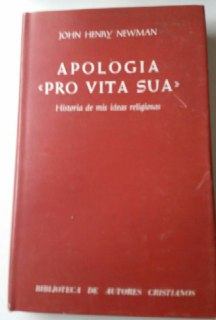 JOHN HENRY NEWMAN
APOLOGIA
«PRO VITA SUA»
Historia de mis ideas religiosas
BIBLIOTECA DE AUTORES CRISTIANOS